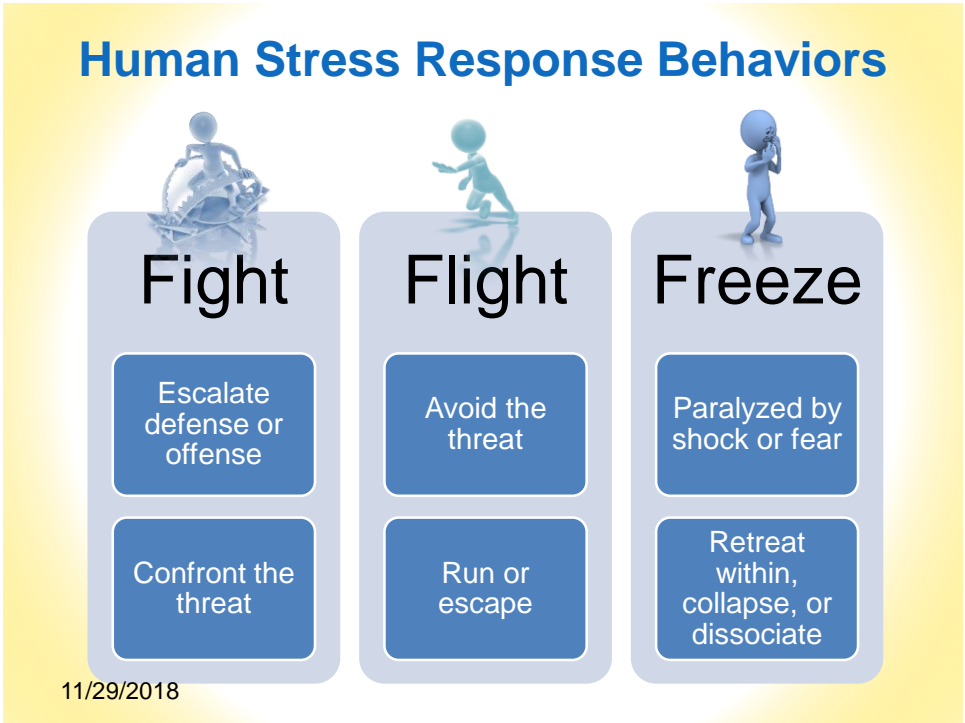 Human Stress Response Behaviors
Fight
Escalate
defense or
offense
Confront the
threat
Flight
Avoid the
threat
Run or
escape
Freeze
Paralyzed by
shock or fear
Retreat
within,
collapse, or
dissociate
11/29/2018